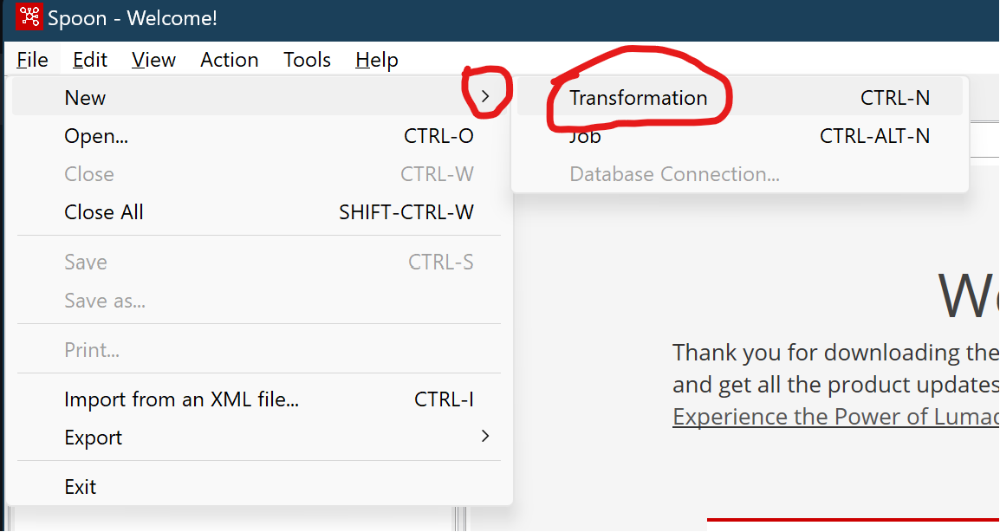 Spoon - Welcome!
File Edit View Action Tools Help
New
Open... CTRL-O
Close CTRL-W
Close All SHIFT-CTRL-W
Save CTRL-S
Save as...
Print...
Import from an XML file... CTRL-I
Export
Exit
Transformation CTRL-N
Job CTRL-ALT-N
Database Connection...
We
Thank you for downloading the
and get all the product updates
Experience the Power of Lumad